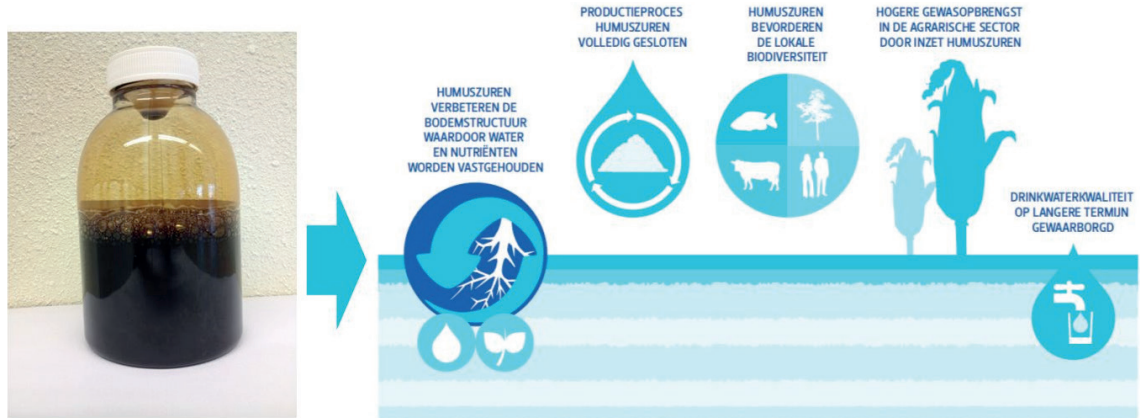 HUMUSZUREN
VERBETEREN DE
BODEMSTRUCTUUR
WAARDOOR WATER
EN NUTRIËNTEN
WORDEN VASTGEHOUDEN
PRODUCTIEPROCES
HUMUSZUREN
VOLLEDIG GESLOTEN
HUMUSZUREN
BEVORDEREN
DE LOKALE
BIODIVERSITEIT
HOGERE GEWASOPBRENGST
IN DE AGRARISCHE SECTOR
DOOR INZET HUMUSZUREN
DRINKWATERKWALITEIT
OP LANGERE TERMIJN
GEWAARBORGD